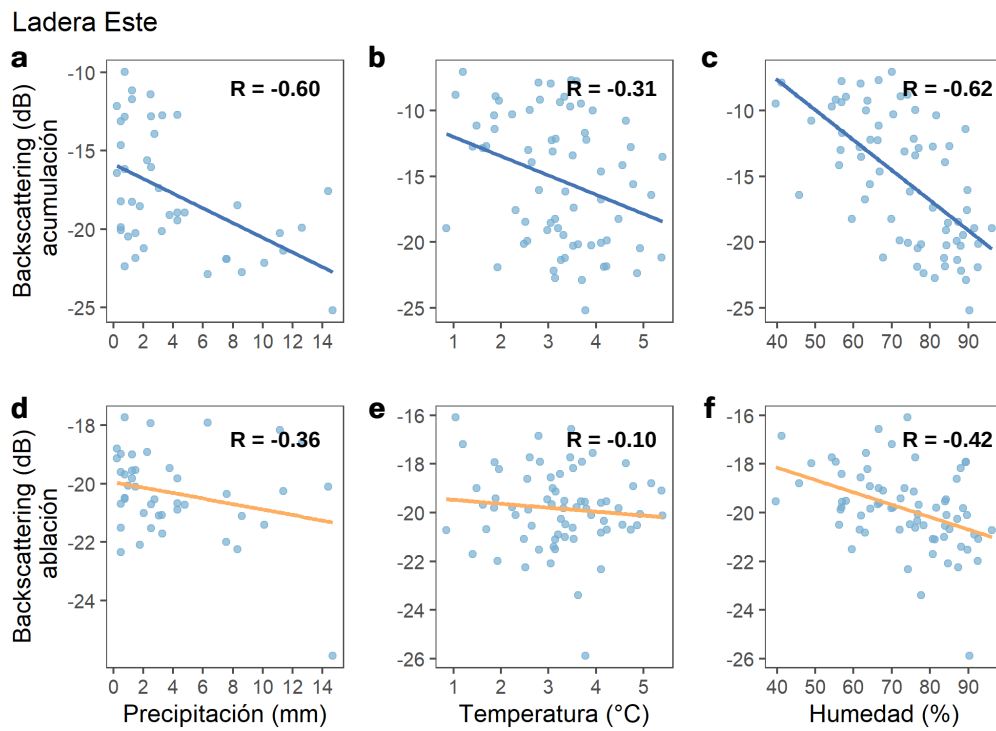 Ladera Este
a b c
R = -0.60 R = -0.31 R = -0.62
Backscattering (dB)
acumulación
-10 -15 -20 -25
-10 -15 -20 -25
-10 -15 -20 -25
0 2 4 6 8 10 12 14
1 2 3 4 5
40 50 60 70 80 90
d e f
R = -0.36 R = -0.10 R = -0.42
Backscattering (dB)
ablación
-18 -20 -22 -24
-16 -18 -20 -22 -24 -26
-16 -18 -20 -22 -24 -26
0 2 4 6 8 10 12 14
1 2 3 4 5
40 50 60 70 80 90
Precipitación (mm) Temperatura (°C) Humedad (%)